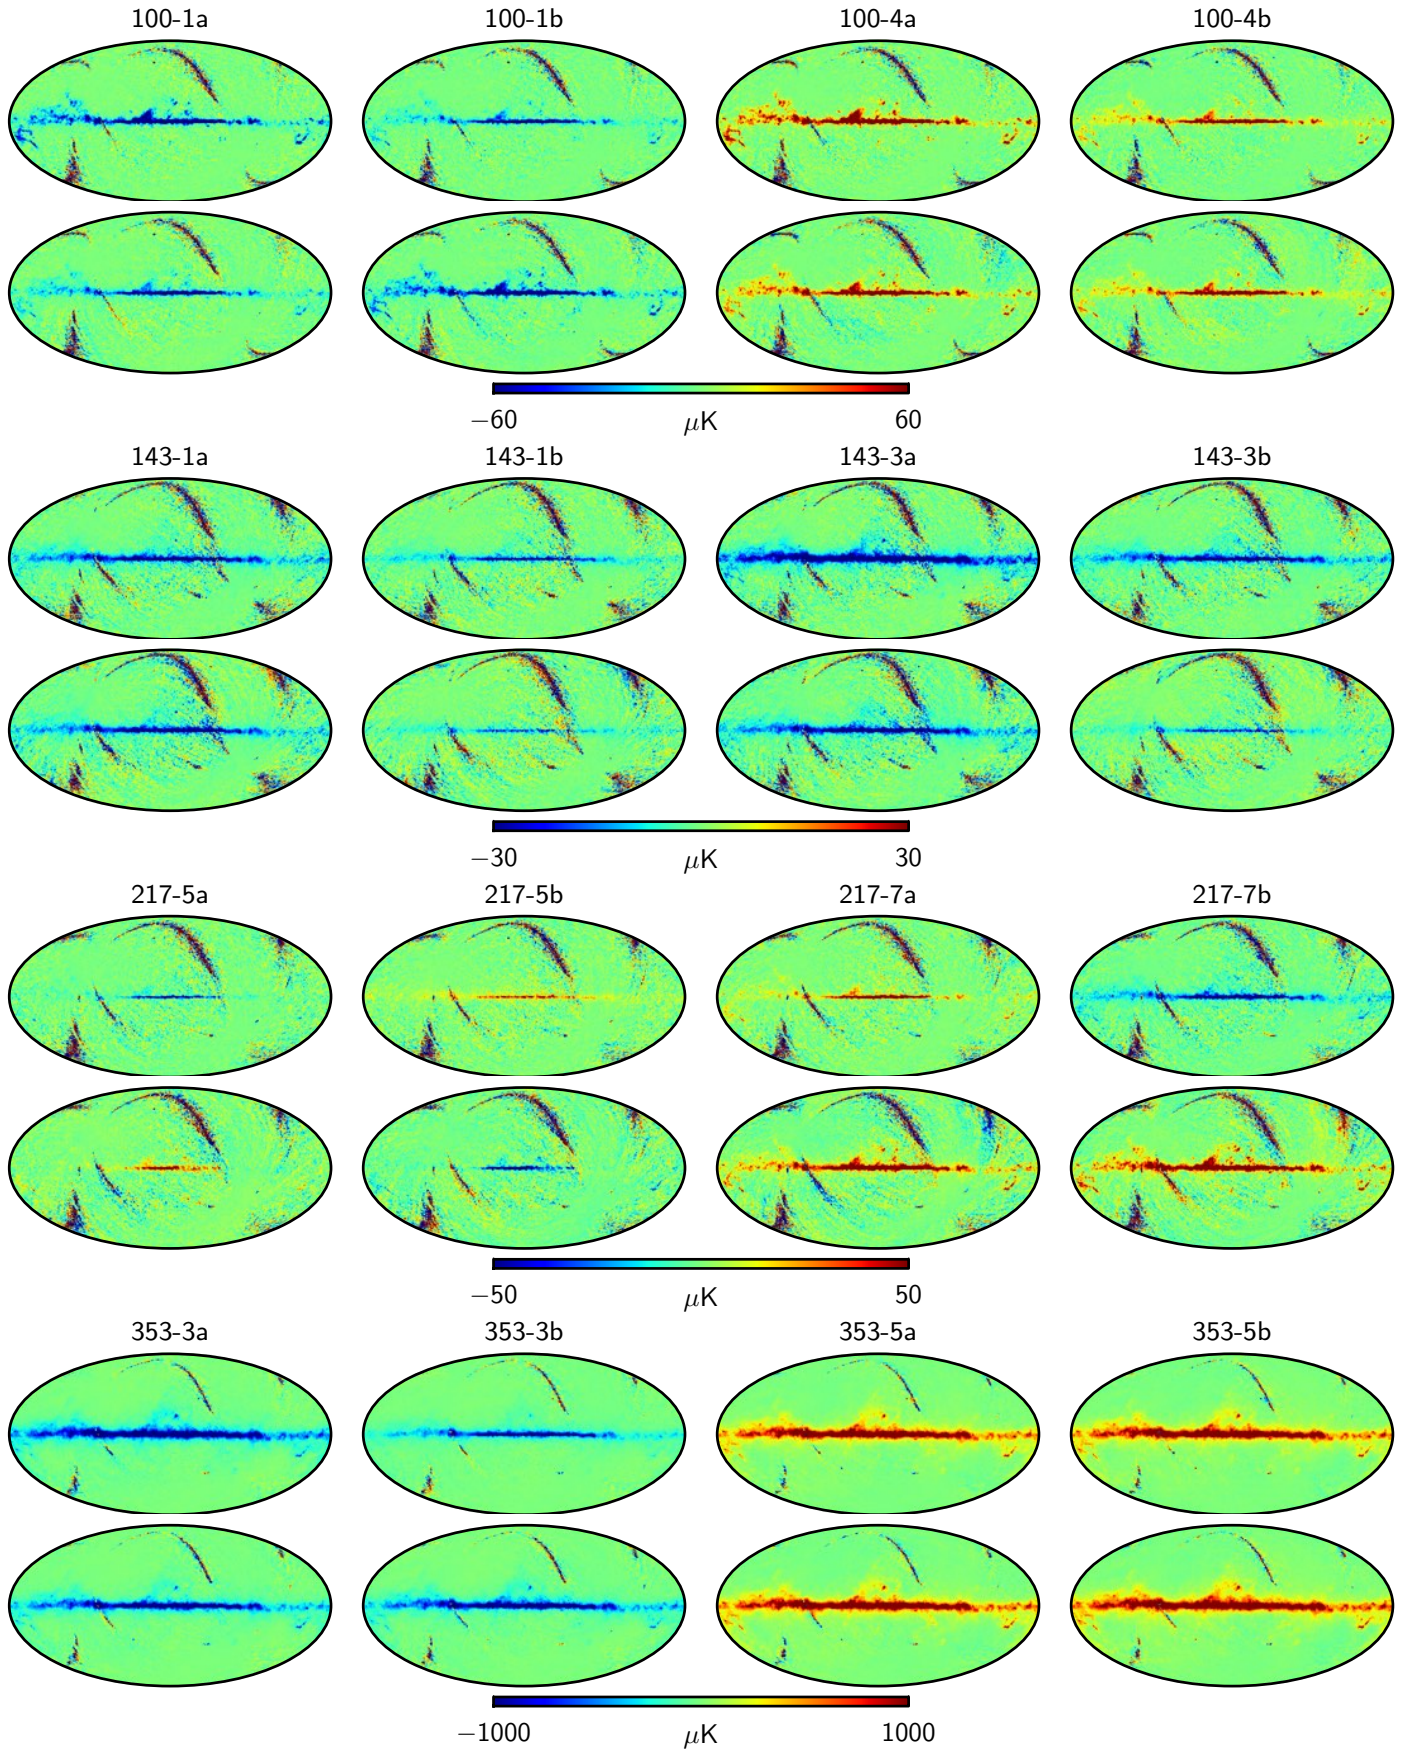 100-1a 100-1b 100-4a 100-4b
−60 μK 60
143-1a 143-1b 143-3a 143-3b
−30 μK 30
217-5a 217-5b 217-7a 217-7b
−50 μK 50
353-3a 353-3b 353-5a 353-5b
−1000 μK 1000